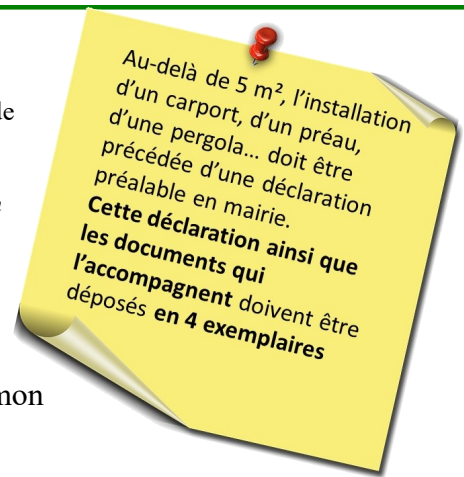 Au-delà de 5 m², l’installation
d’un carport, d’un préau,
d’une pergola… doit être
précédée d’une déclaration
préalable en mairie.
Cette déclaration ainsi que
les documents qui
l’accompagnent doivent être
déposés en 4 exemplaires